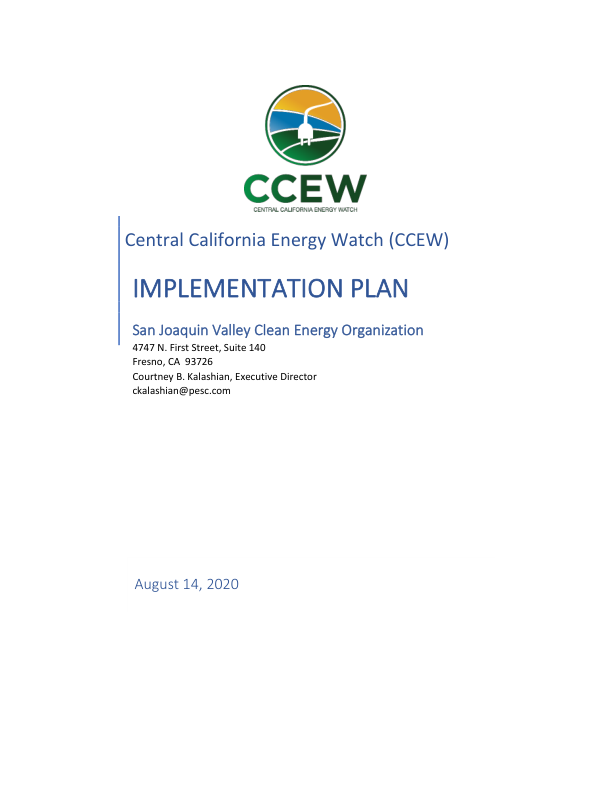 CCEW
CENTRAL CALIFORNIA ENERGY WATCH
Central California Energy Watch (CCEW)
IMPLEMENTATION PLAN
San Joaquin Valley Clean Energy Organization
4747 N. First Street, Suite 140
Fresno, CA  93726
Courtney B. Kalashian, Executive Director
ckalashian@pesc.com
August 14, 2020